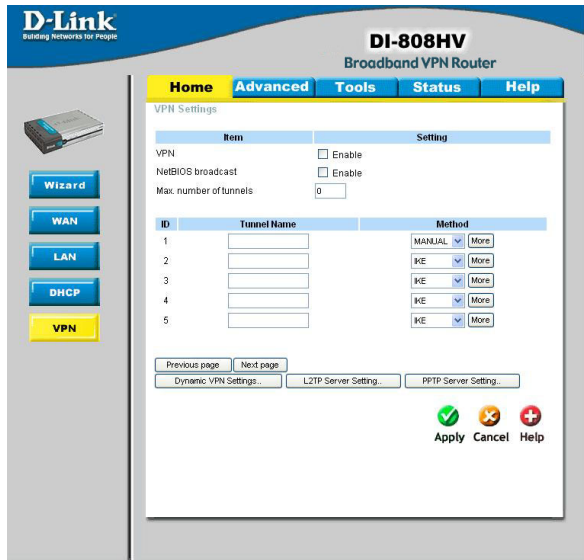 D-Link
Building Networks for People
DI-808HV
Broadband VPN Router
Home Advanced Tools Status Help
Wizard
WAN
LAN
DHCP
VPN
VPN Settings
Item Setting
VPN Enable
NetBIOS broadcast Enable
Max. number of tunnels 0
ID Tunnel Name Method
1 MANUAL More
2 IKE More
3 IKE More
4 IKE More
5 IKE More
Previous page Next page
Dynamic VPN Settings.. L2TP Server Setting.. PPTP Server Setting..
Apply Cancel Help